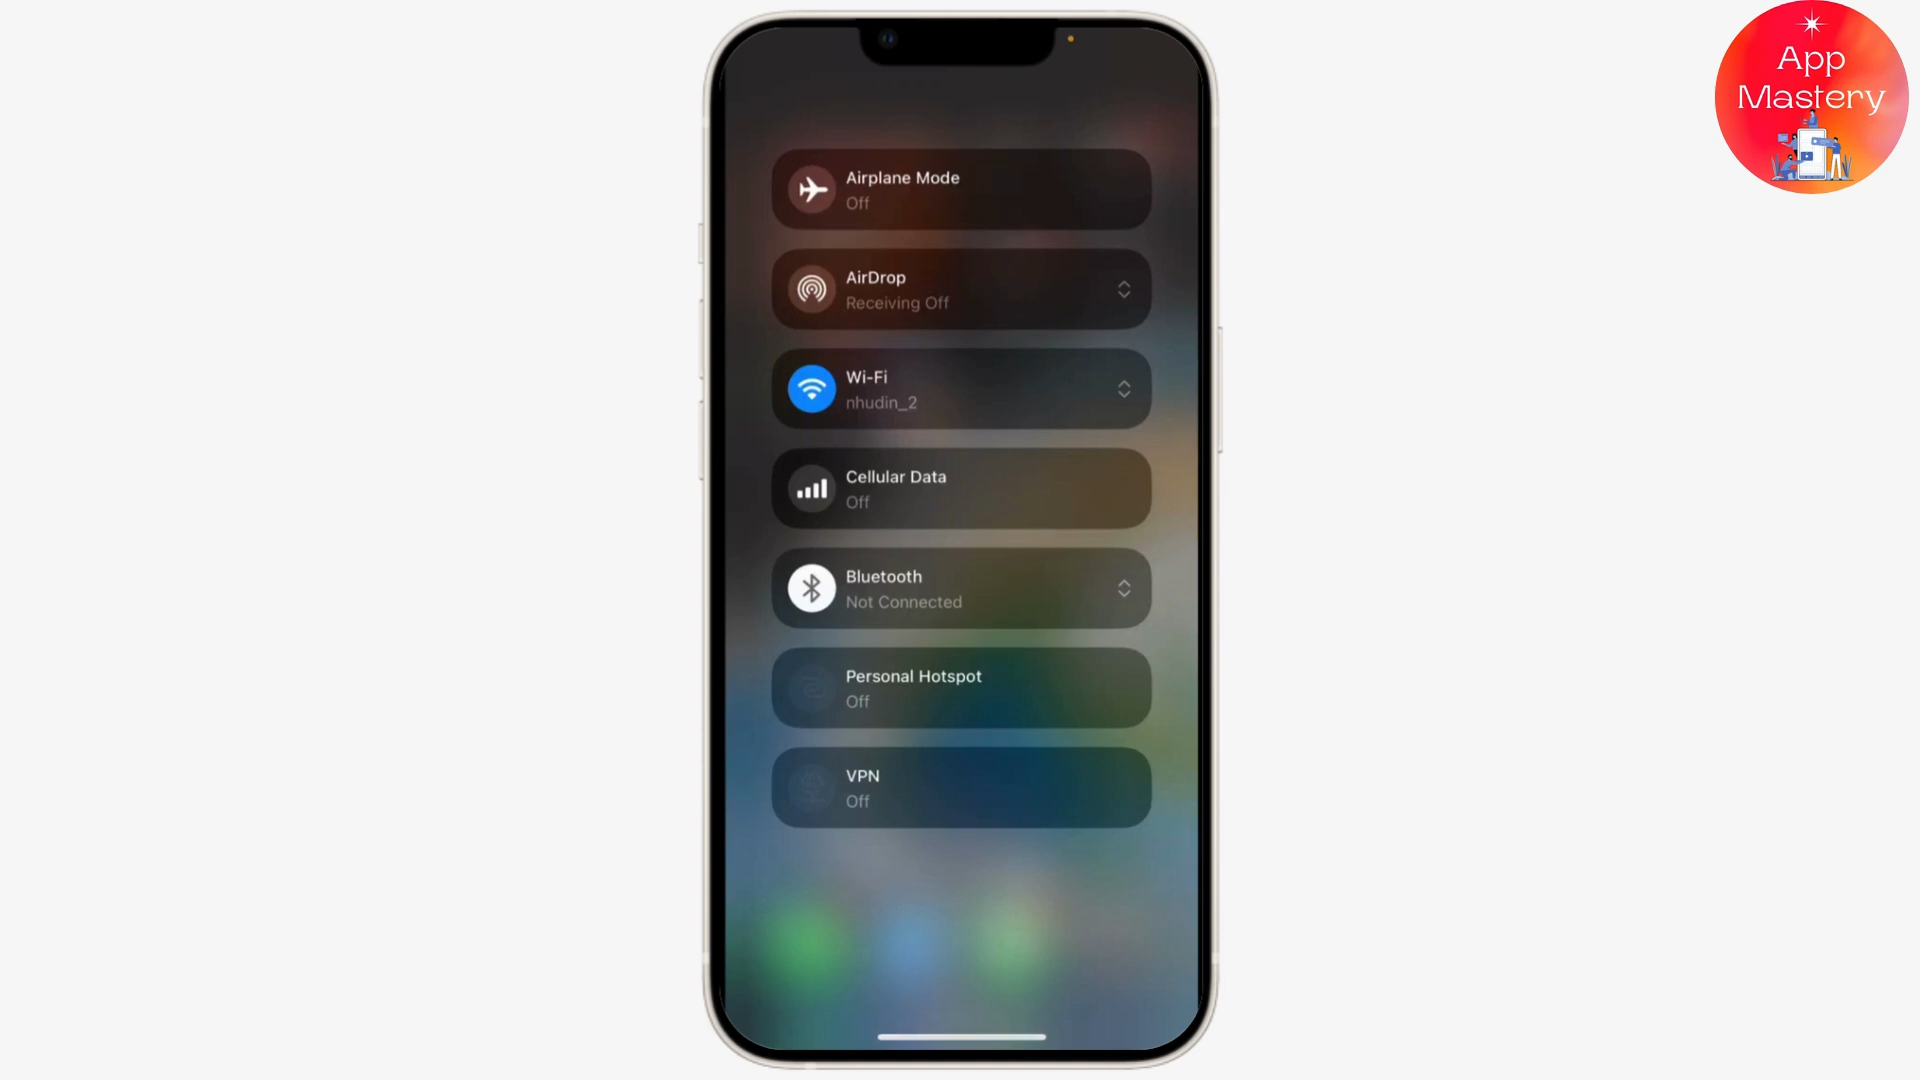 App
Mastery
Airplane Mode
Off
AirDrop
Receiving Off
Wi-Fi
nhudin_2
Cellular Data
Off
Bluetooth
Not Connected
Personal Hotspot
Off
VPN
Off